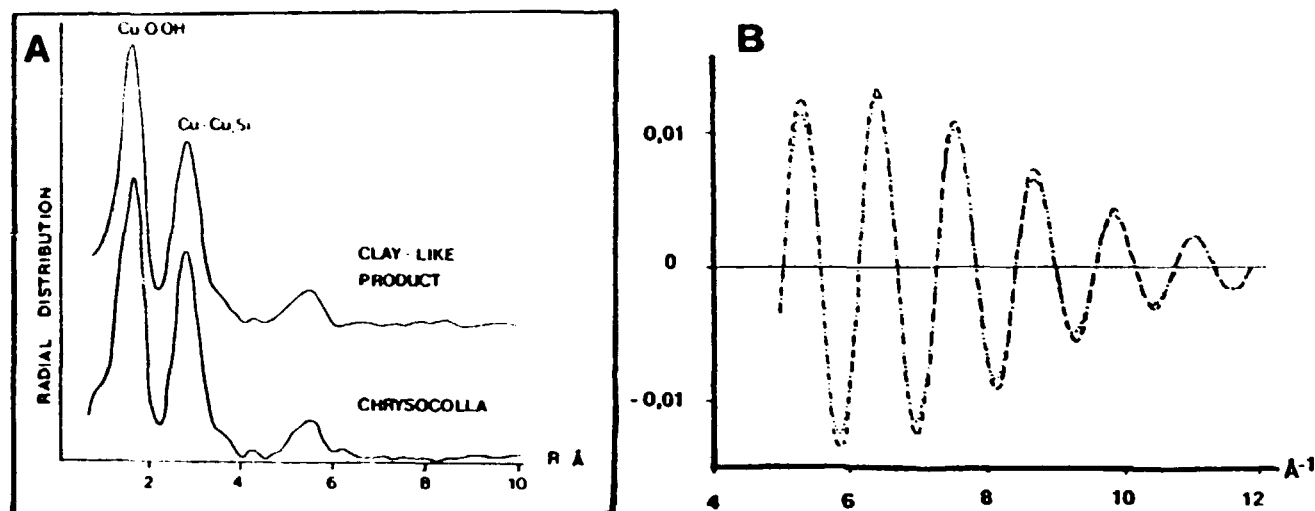 A
Cu O OH
Cu - Cu,Si
CLAY - LIKE
PRODUCT
CHRYSOCOLLA
RADIAL DISTRIBUTION
R Å
2 4 6 8 10
B
0,01
0
- 0,01
Å-1
4 6 8 10 12